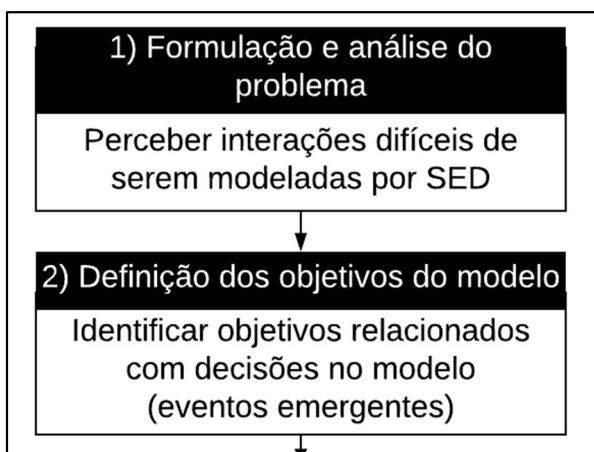 1) Formulação e análise do
problema
Perceber interações difíceis de
serem modeladas por SED
2) Definição dos objetivos do modelo
Identificar objetivos relacionados
com decisões no modelo
(eventos emergentes)